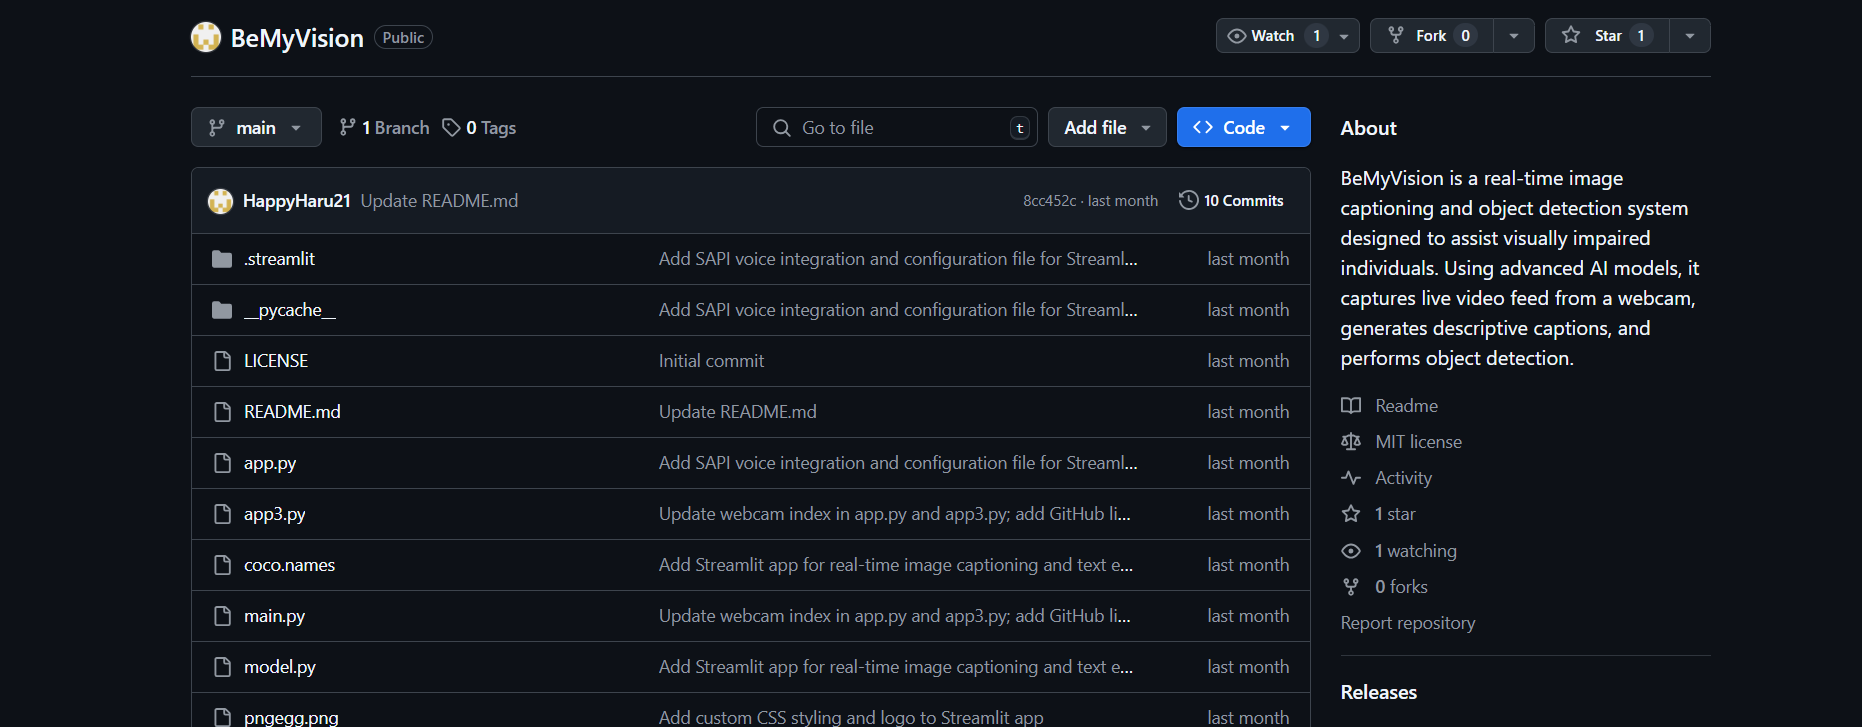 BeMyVision Public
Watch 1
Fork 0
Star 1
main
1 Branch
0 Tags
Go to file t
Add file
Code
HappyHaru21 Update README.md 8cc452c · last month 10 Commits
.streamlit Add SAPI voice integration and configuration file for Streaml... last month
__pycache__ Add SAPI voice integration and configuration file for Streaml... last month
LICENSE Initial commit last month
README.md Update README.md last month
app.py Add SAPI voice integration and configuration file for Streaml... last month
app3.py Update webcam index in app.py and app3.py; add GitHub li... last month
coco.names Add Streamlit app for real-time image captioning and text e... last month
main.py Update webcam index in app.py and app3.py; add GitHub li... last month
model.py Add Streamlit app for real-time image captioning and text e... last month
pngegg.png Add custom CSS styling and logo to Streamlit app last month
About
BeMyVision is a real-time image
captioning and object detection system
designed to assist visually impaired
individuals. Using advanced AI models, it
captures live video feed from a webcam,
generates descriptive captions, and
performs object detection.
Readme
MIT license
Activity
1 star
1 watching
0 forks
Report repository
Releases